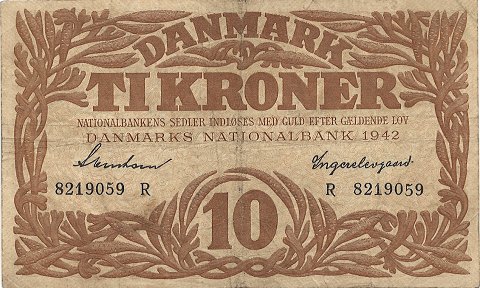 DANMARK
TI KRONER
NATIONALBANKENS SEDLER INDLØSES MED GULD EFTER GÆLDENDE LOV
DANMARKS NATIONALBANK 1942
8219059 R R 8219059
10